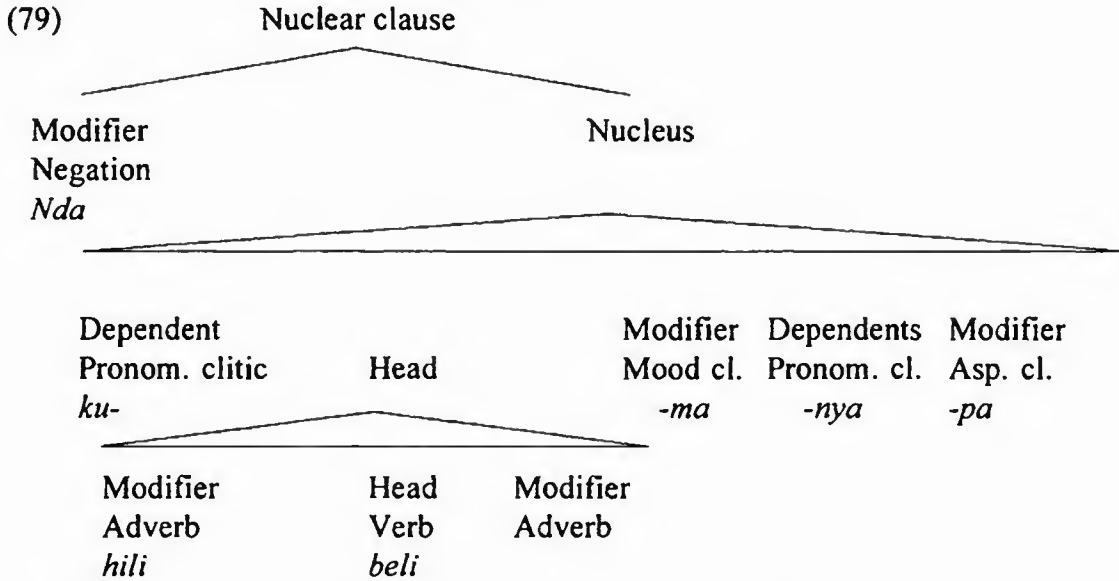 (79) Nuclear clause
Modifier Nucleus
Negation
Nda
Dependent Modifier Dependents Modifier
Pronom. clitic Head Mood cl. Pronom. cl. Asp. cl.
ku- -ma -nya -pa
Modifier Head Modifier
Adverb Verb Adverb
hili beli